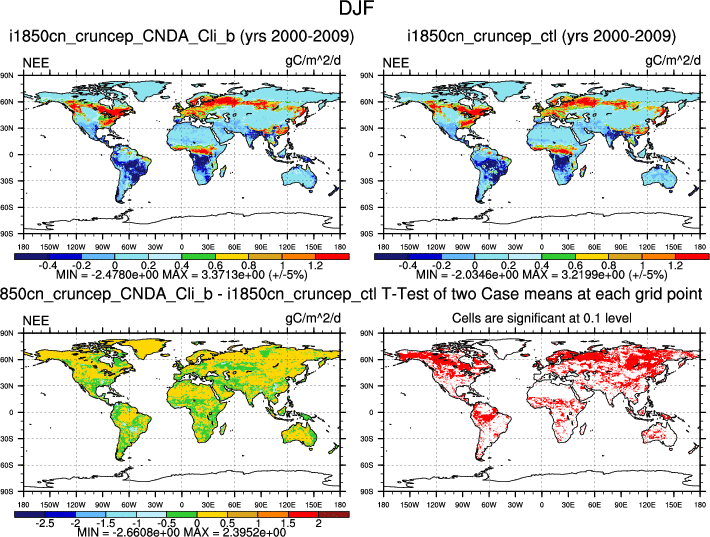 DJF
i1850cn_cruncep_CNDA_Cli_b (yrs 2000-2009)
i1850cn_cruncep_ctl (yrs 2000-2009)
NEE gC/m^2/d
NEE gC/m^2/d
90N
60N
30N
0
30S
60S
90S
180 150W 120W 90W 60W 30W 0 30E 60E 90E 120E 150E 180
90N
60N
30N
0
30S
60S
90S
180 150W 120W 90W 60W 30W 0 30E 60E 90E 120E 150E 180
-0.4 -0.2 0 0.2 0.4 0.6 0.8 1 1.2
MIN = -2.4780e+00 MAX = 3.3713e+00 (+/-5%)
-0.4 -0.2 0 0.2 0.4 0.6 0.8 1 1.2
MIN = -2.0346e+00 MAX = 3.2199e+00 (+/-5%)
850cn_cruncep_CNDA_Cli_b - i1850cn_cruncep_ctl
T-Test of two Case means at each grid point
NEE gC/m^2/d
Cells are significant at 0.1 level
90N
60N
30N
0
30S
60S
90S
180 150W 120W 90W 60W 30W 0 30E 60E 90E 120E 150E 180
90N
60N
30N
0
30S
60S
90S
180 150W 120W 90W 60W 30W 0 30E 60E 90E 120E 150E 180
-2.5 -2 -1.5 -1 -0.5 0 0.5 1 1.5 2
MIN = -2.6608e+00 MAX = 2.3952e+00